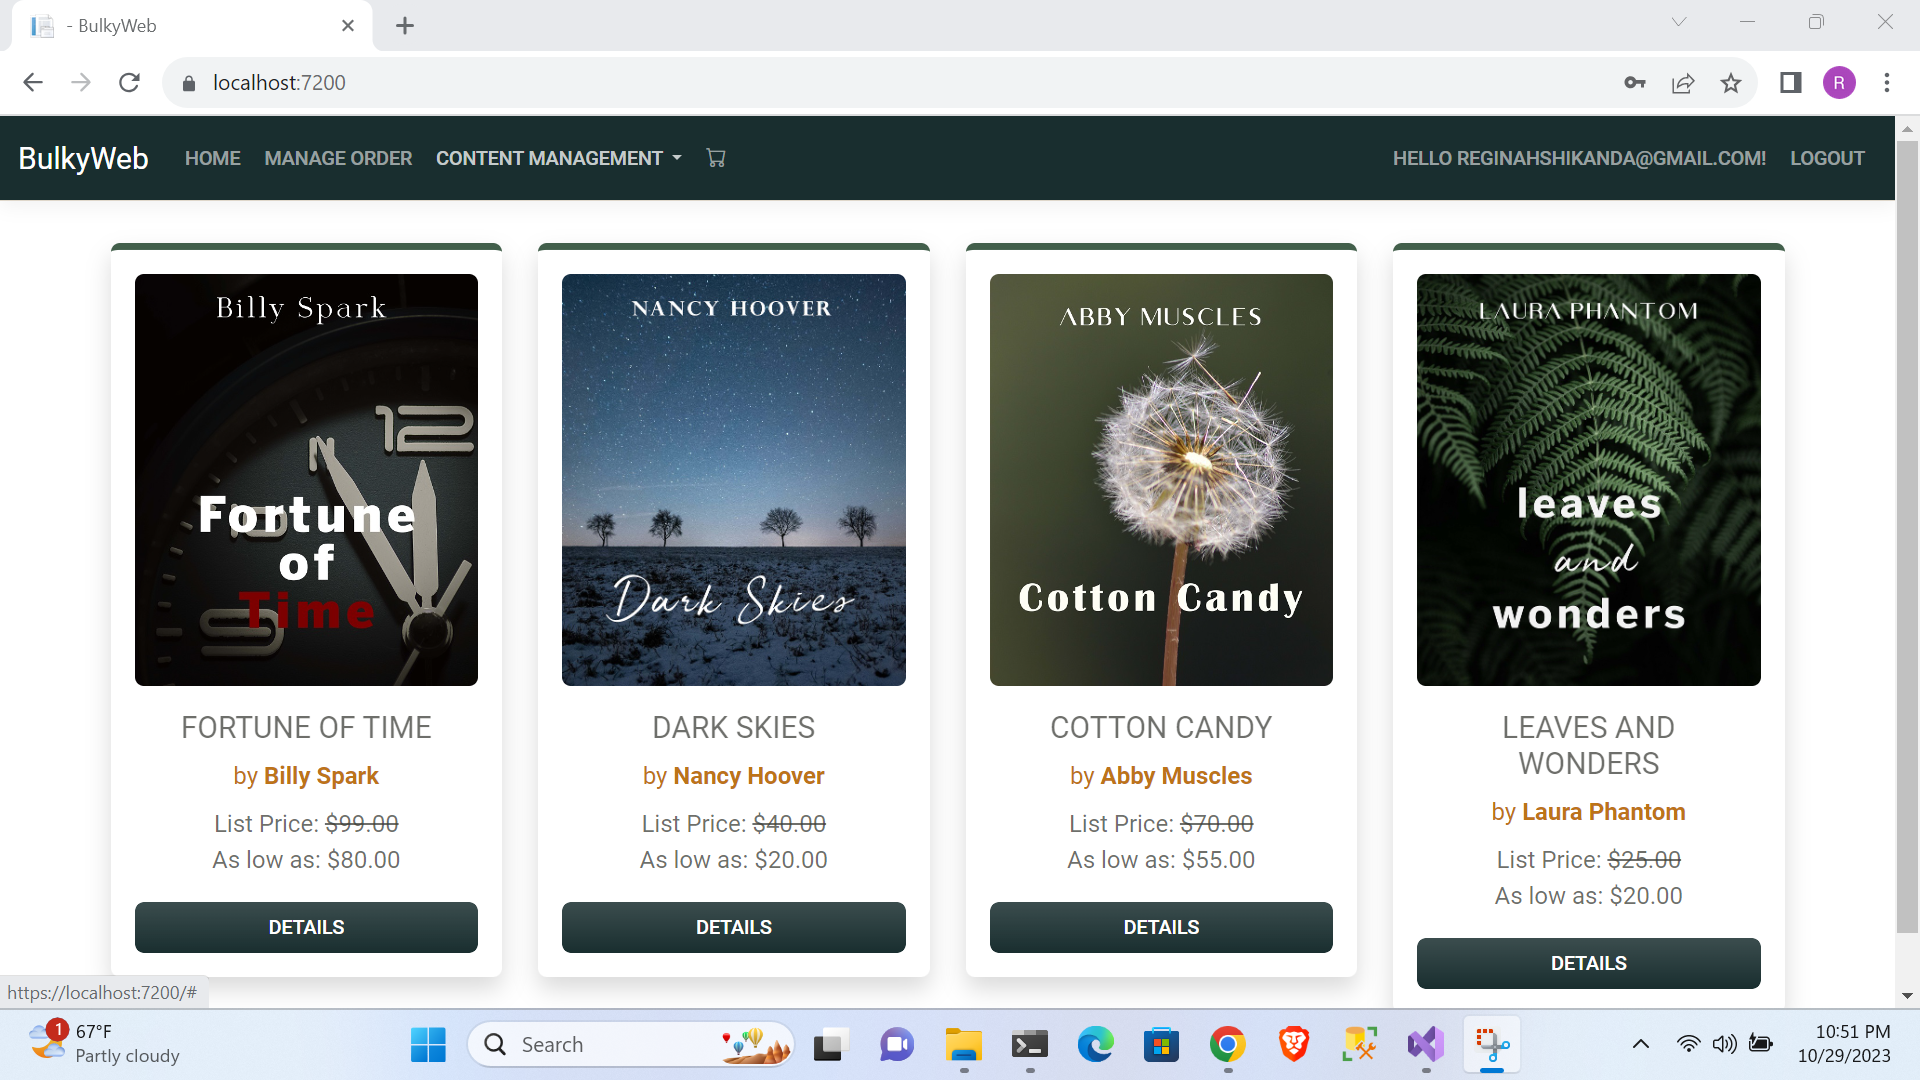 - BulkyWeb
localhost:7200
R
BulkyWeb HOME MANAGE ORDER CONTENT MANAGEMENT HELLO REGINAHSHIKANDA@GMAIL.COM! LOGOUT
Billy Spark
12
Fortune
of
Time
9
FORTUNE OF TIME
by Billy Spark
List Price: $99.00
As low as: $80.00
DETAILS
NANCY HOOVER
Dark Skies
DARK SKIES
by Nancy Hoover
List Price: $40.00
As low as: $20.00
DETAILS
ABBY MUSCLES
Cotton Candy
COTTON CANDY
by Abby Muscles
List Price: $70.00
As low as: $55.00
DETAILS
LAURA PHANTOM
leaves
and
wonders
LEAVES AND
WONDERS
by Laura Phantom
List Price: $25.00
As low as: $20.00
DETAILS
https://localhost:7200/#
1
67°F
Partly cloudy
Search
10:51 PM
10/29/2023